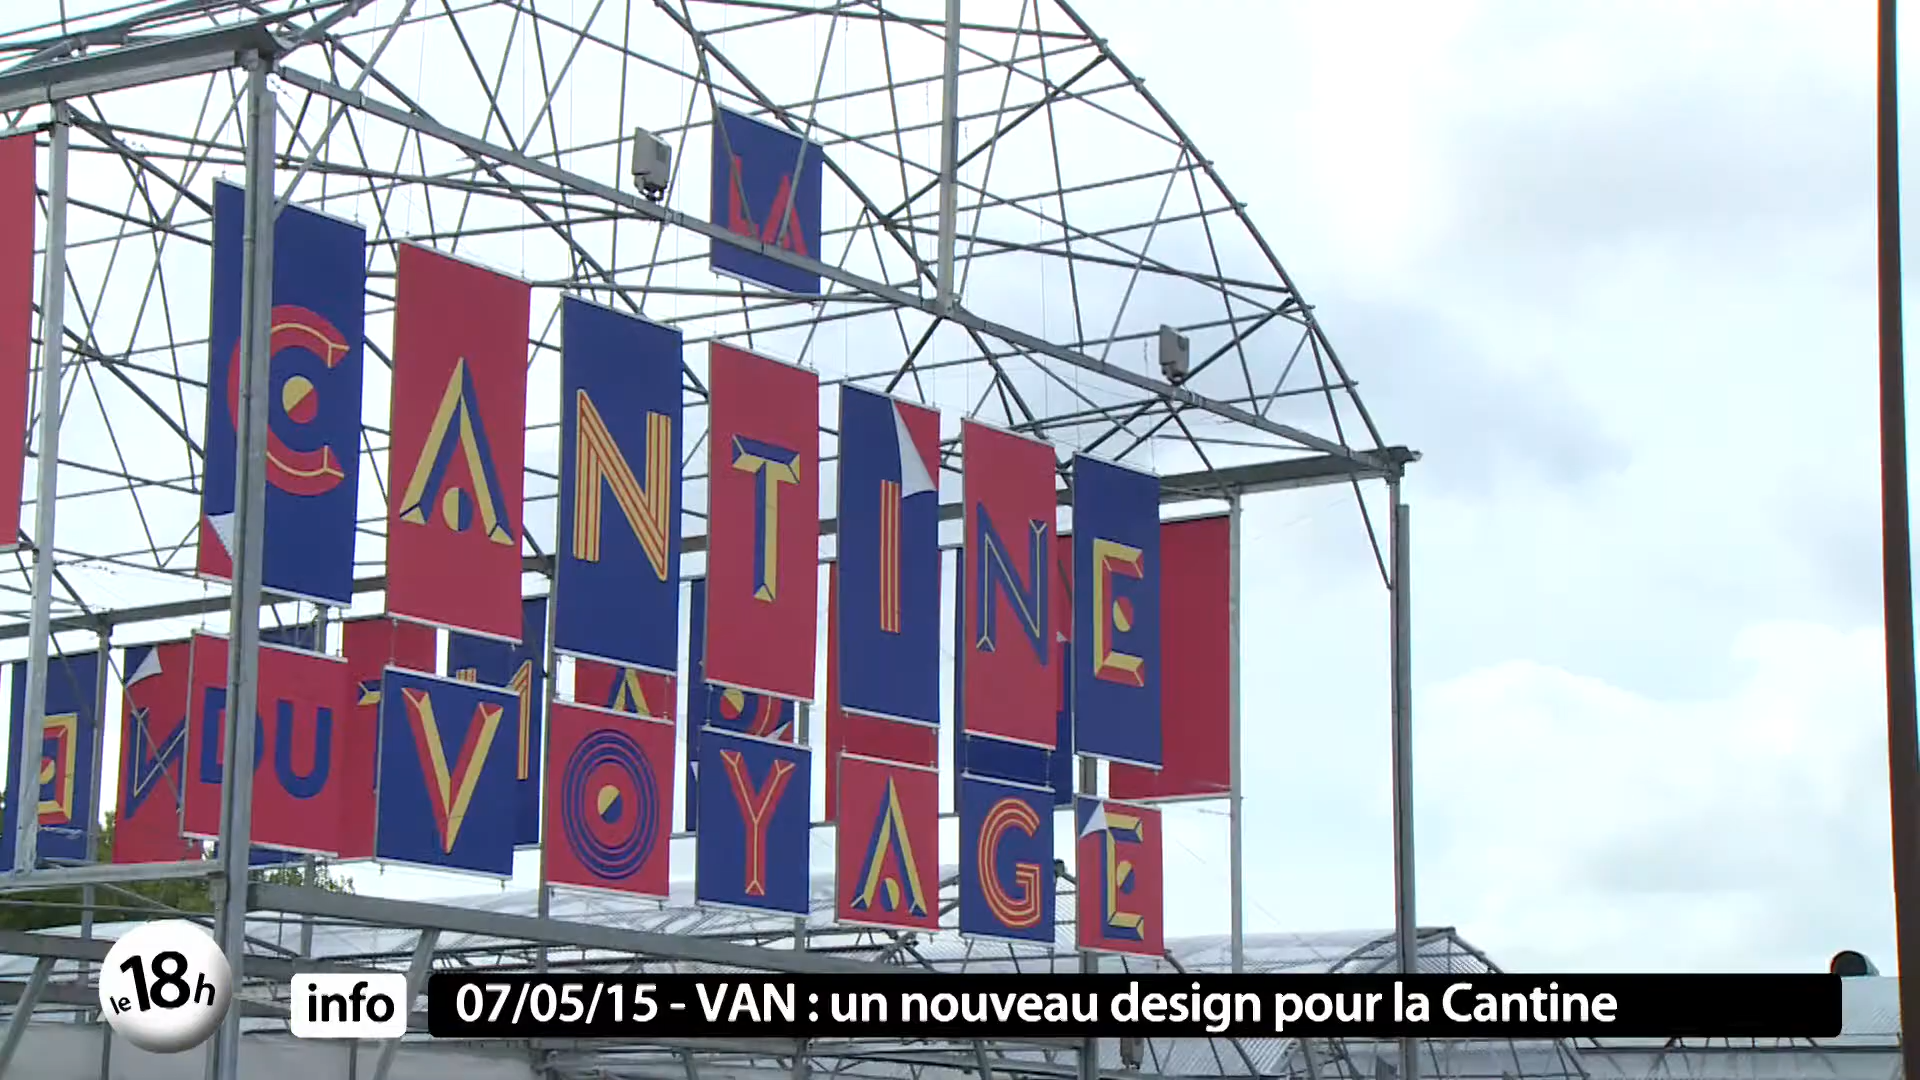 LA
CANTINE
DU VOYAGE
le 18h
info
07/05/15 - VAN : un nouveau design pour la Cantine